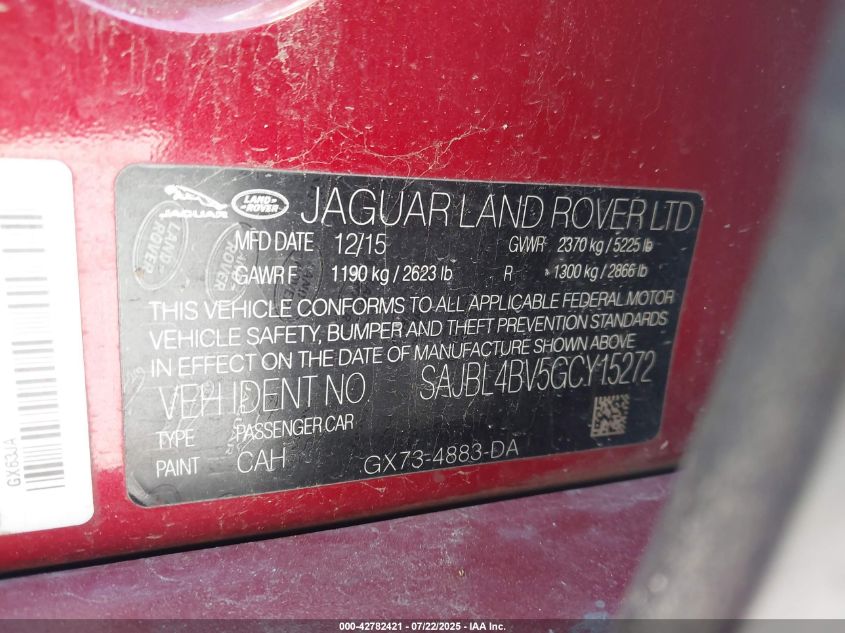 JAGUAR LAND ROVER JAGUAR LAND ROVER LTD
MFD DATE 12/15 GVWR 2370 kg / 5225 lb
GAWR F 1190 kg / 2623 lb R 1300 kg / 2866 lb
THIS VEHICLE CONFORMS TO ALL APPLICABLE FEDERAL MOTOR
VEHICLE SAFETY, BUMPER AND THEFT PREVENTION STANDARDS
IN EFFECT ON THE DATE OF MANUFACTURE SHOWN ABOVE
VEH IDENT NO SAJBL4BV5GCY15272
TYPE PASSENGER CAR
PAINT CAH GX73-4883-DA
GX63JA
000-42782421 - 07/22/2025 - IAA Inc.